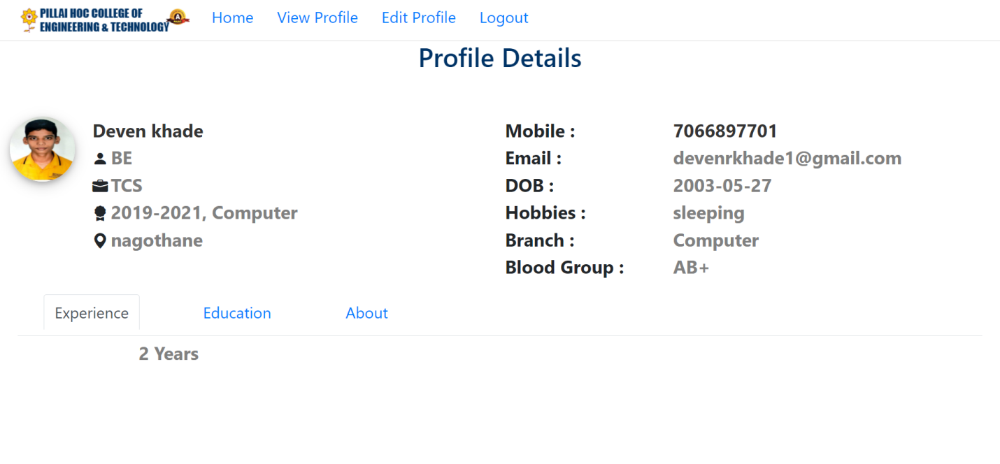 PILLAI HOC COLLEGE OF
ENGINEERING & TECHNOLOGY
A
Home View Profile Edit Profile Logout
Profile Details
Deven khade
BE
TCS
2019-2021, Computer
nagothane
Mobile : 7066897701
Email : devenrkhade1@gmail.com
DOB : 2003-05-27
Hobbies : sleeping
Branch : Computer
Blood Group : AB+
Experience Education About
2 Years